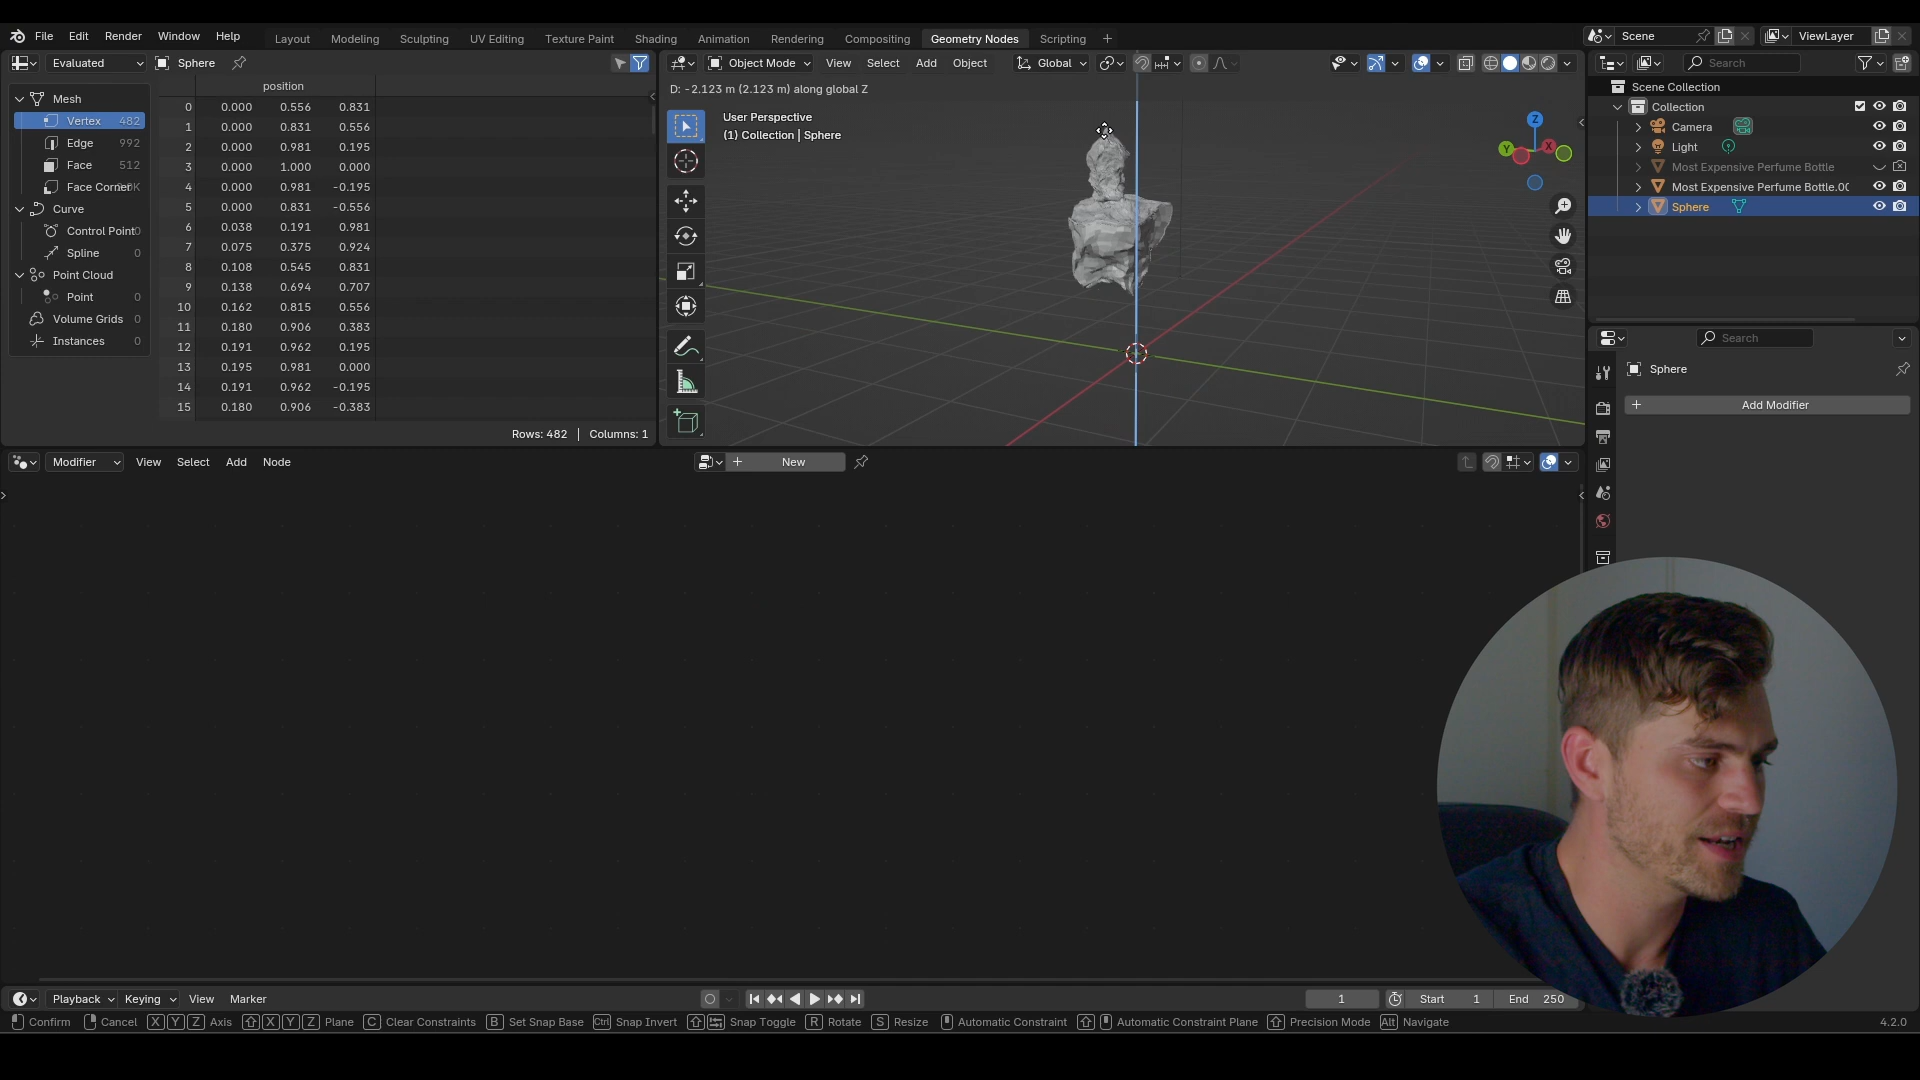 File Edit Render Window Help Layout Modeling Sculpting UV Editing Texture Paint Shading Animation Rendering Compositing Geometry Nodes Scripting + Scene ViewLayer
Evaluated Sphere
Object Mode View Select Add Object Global
Search
D: -2.123 m (2.123 m) along global Z
User Perspective
(1) Collection | Sphere
Z
Y
X
position
0 0.000 0.556 0.831
1 0.000 0.831 0.556
2 0.000 0.981 0.195
3 0.000 1.000 0.000
4 0.000 0.981 -0.195
5 0.000 0.831 -0.556
6 0.038 0.191 0.981
7 0.075 0.375 0.924
8 0.108 0.545 0.831
9 0.138 0.694 0.707
10 0.162 0.815 0.556
11 0.180 0.906 0.383
12 0.191 0.962 0.195
13 0.195 0.981 0.000
14 0.191 0.962 -0.195
15 0.180 0.906 -0.383
Rows: 482 | Columns: 1
Mesh
Vertex 482
Edge 992
Face 512
Face Corner
Curve
Control Point 0
Spline 0
Point Cloud
Point 0
Volume Grids 0
Instances 0
Scene Collection
Collection
Camera
Light
Most Expensive Perfume Bottle
Most Expensive Perfume Bottle.00
Sphere
Search
Sphere
+ Add Modifier
Modifier View Select Add Node + New
Playback Keying View Marker 1 Start 1 End 250
Confirm Cancel X Y Z Axis X Y Z Plane C Clear Constraints B Set Snap Base Ctrl Snap Invert Snap Toggle R Rotate S Resize Automatic Constraint Automatic Constraint Plane Precision Mode Alt Navigate 4.2.0